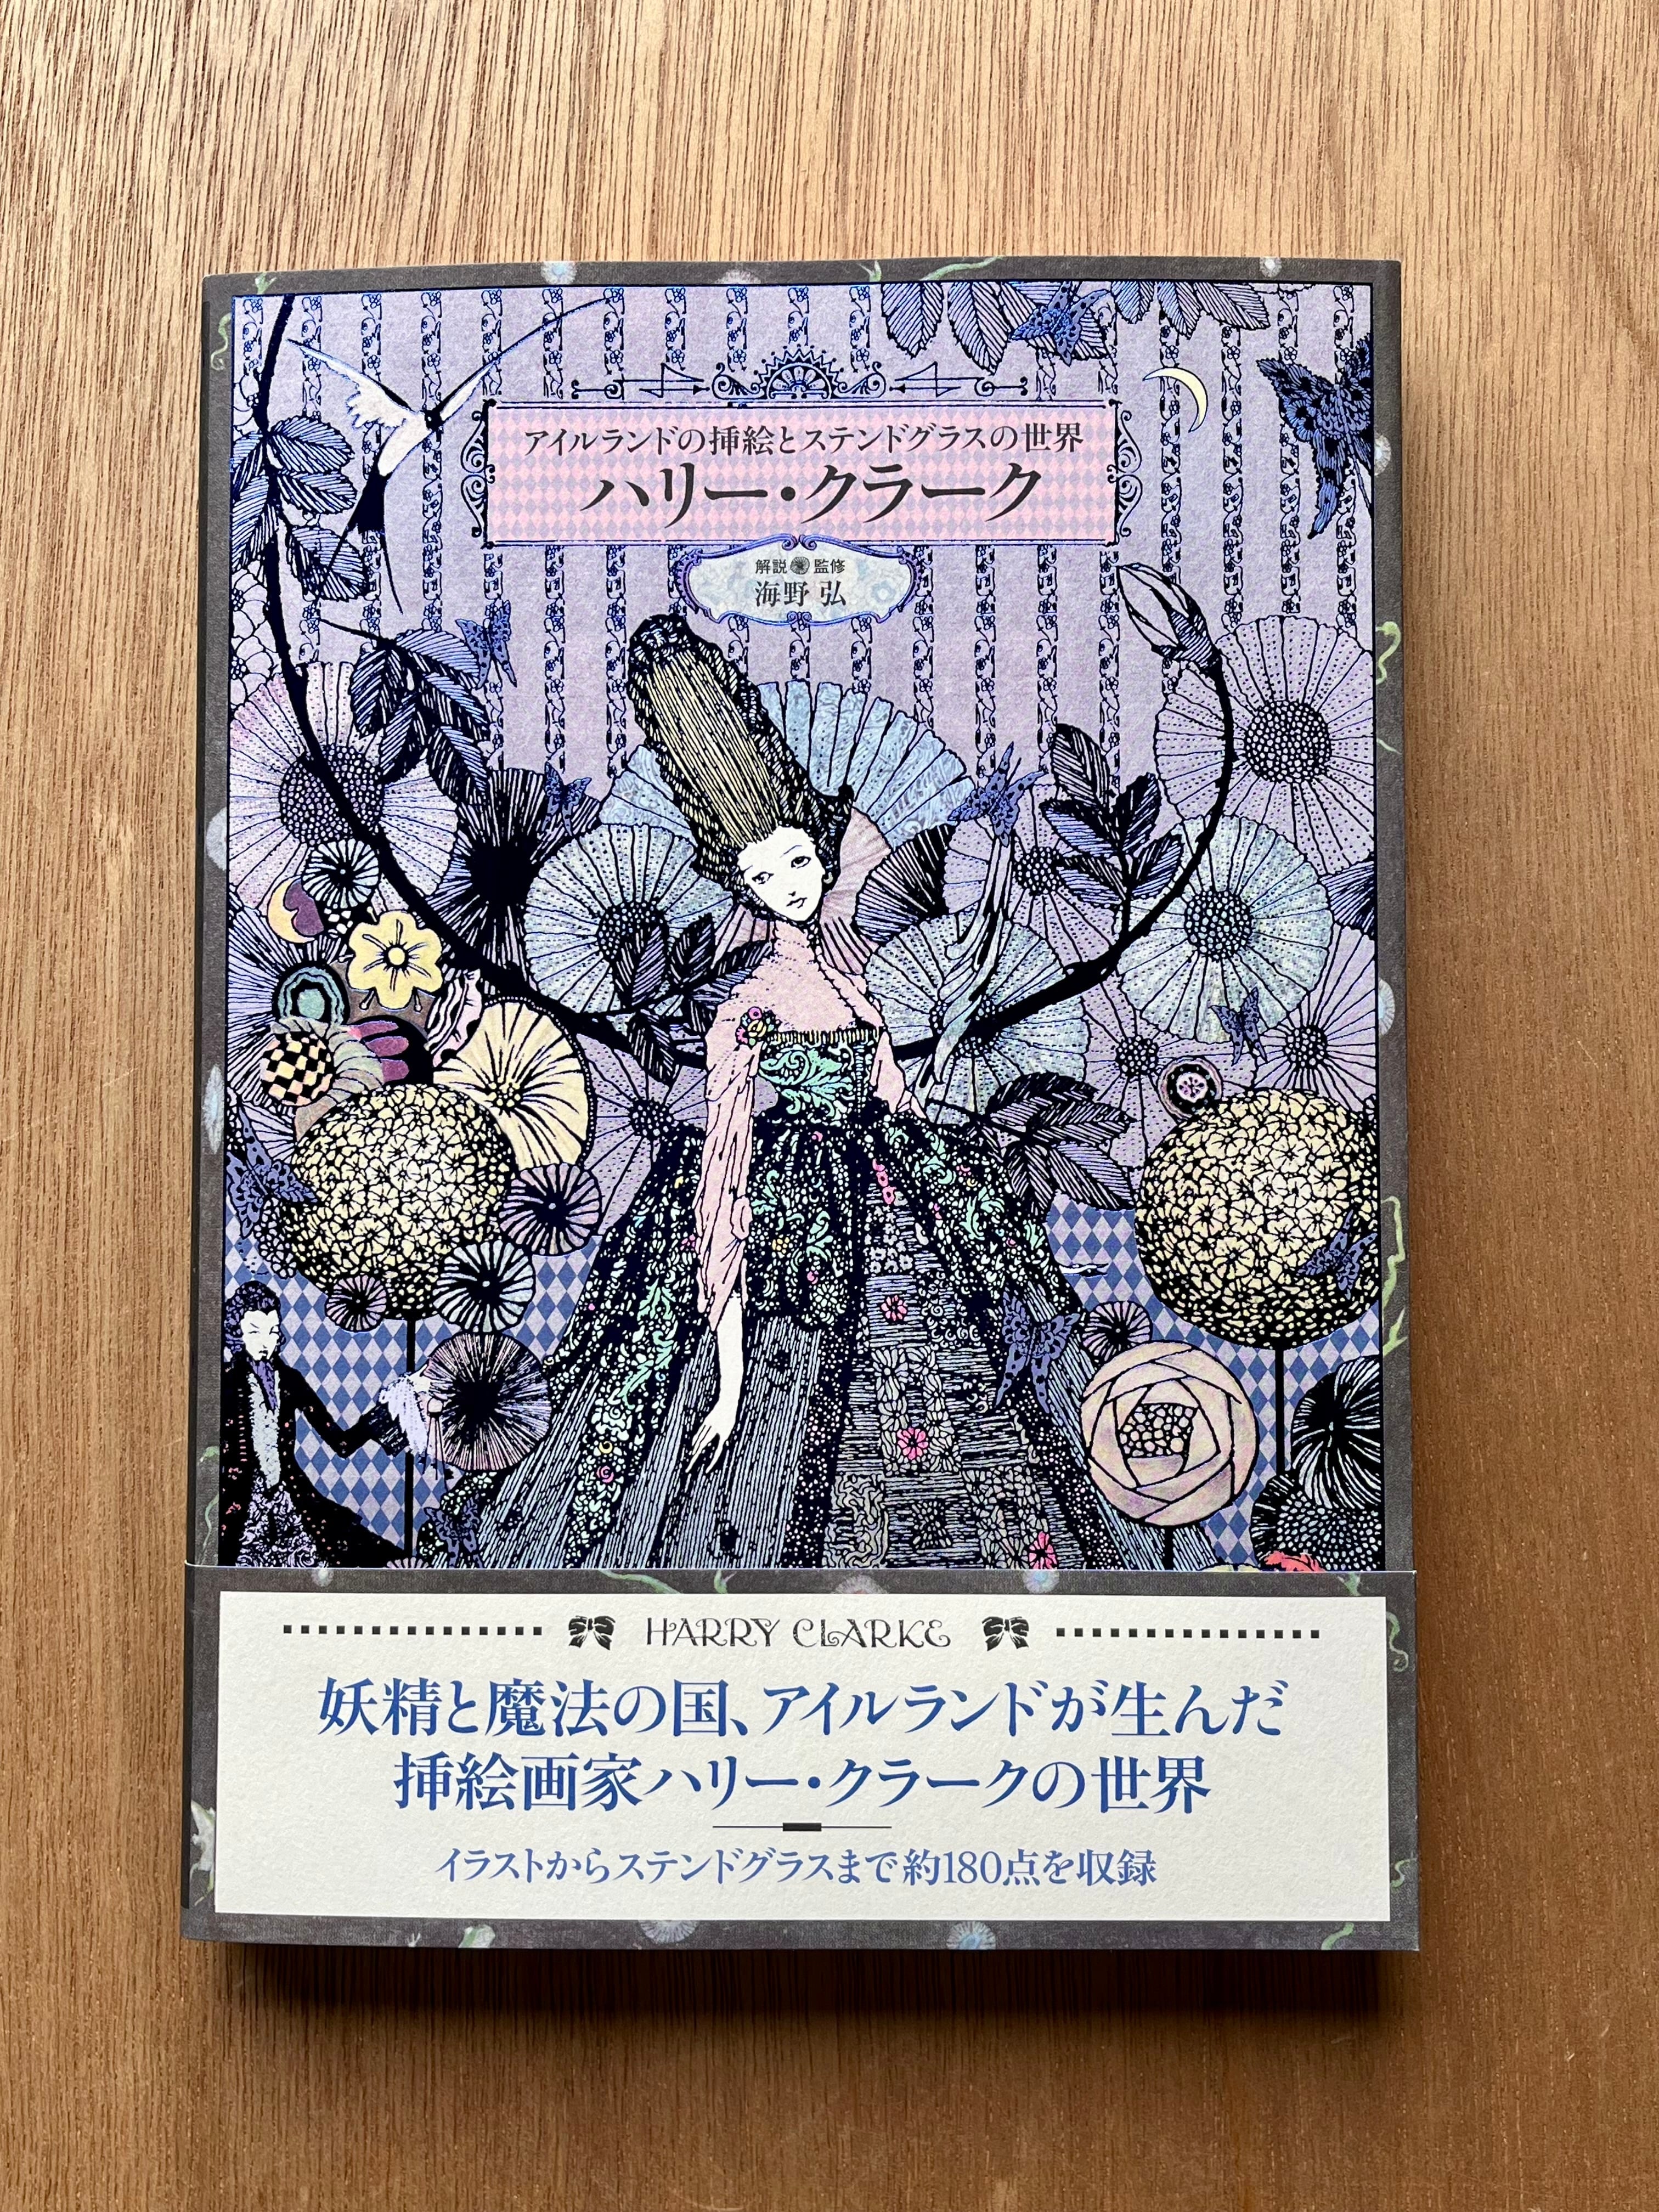 アイルランドの挿絵とステンドグラスの世界
ハリー・クラーク
解説 監修
海野 弘
HARRY CLARKE
妖精と魔法の国、アイルランドが生んだ
挿絵画家ハリー・クラークの世界
イラストからステンドグラスまで約180点を収録